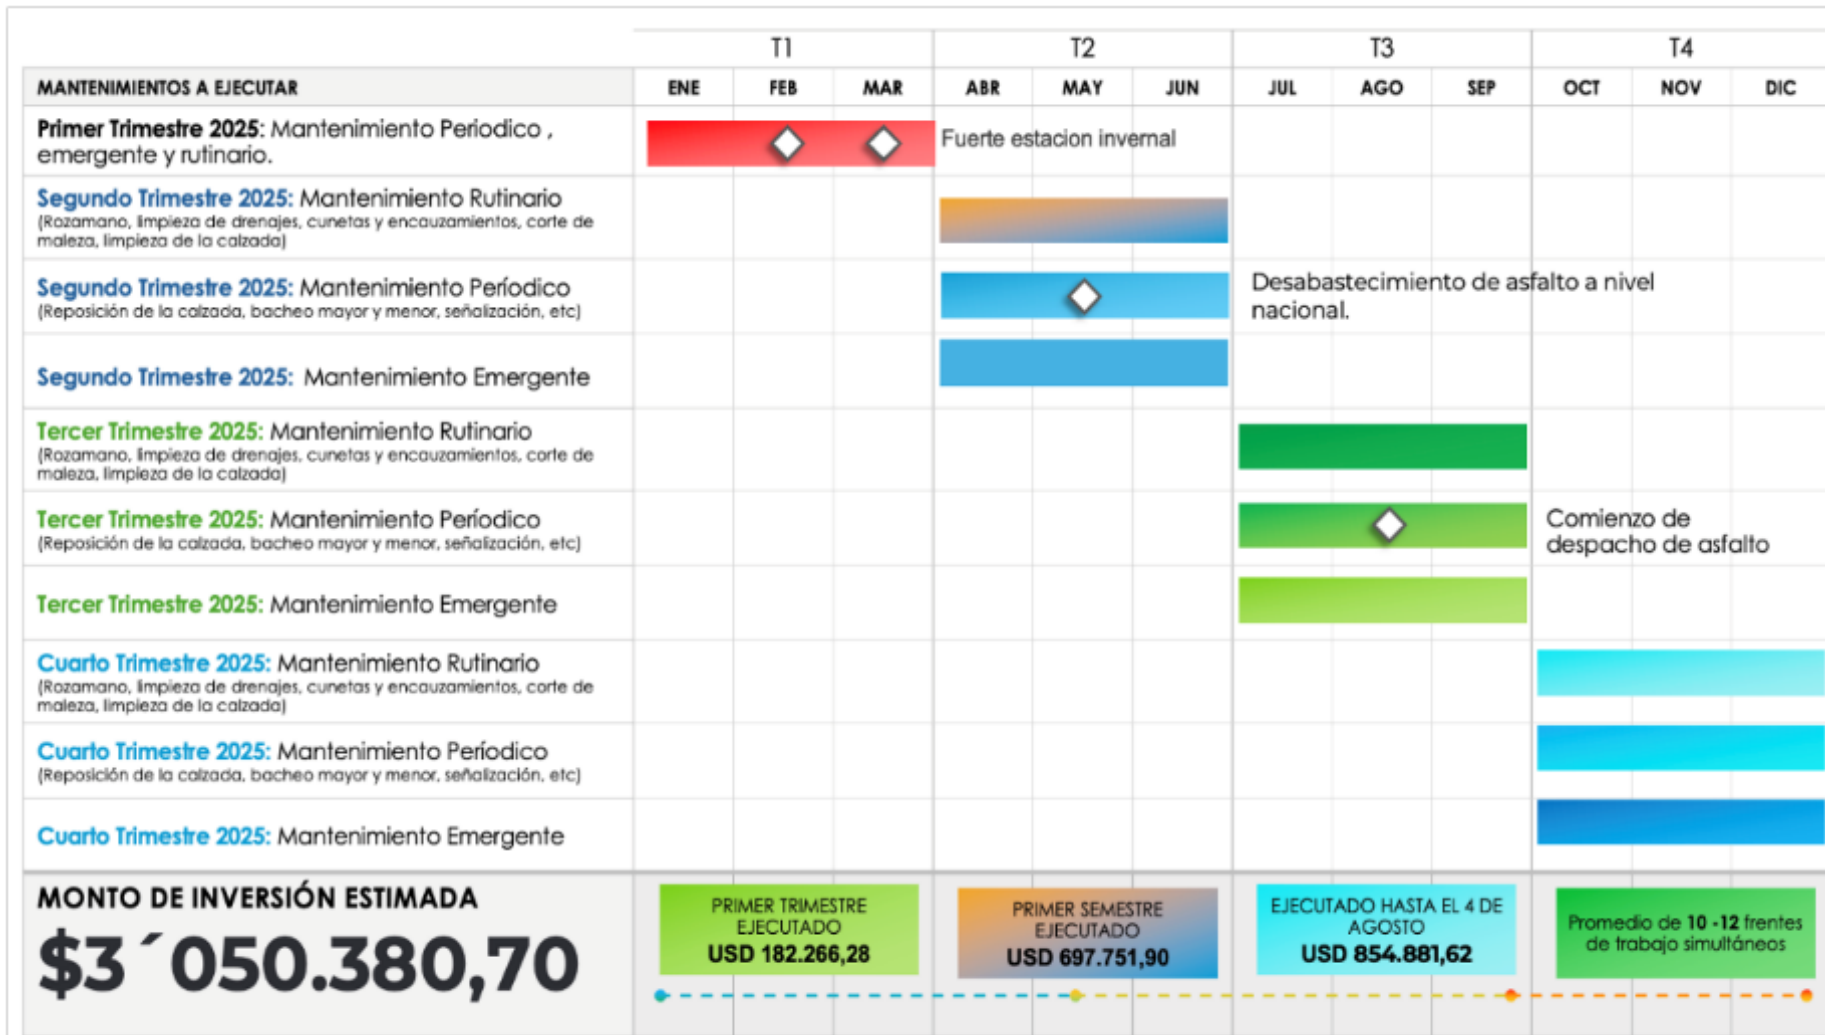 T1 T2 T3 T4
MANTENIMIENTOS A EJECUTAR ENE FEB MAR ABR MAY JUN JUL AGO SEP OCT NOV DIC
Primer Trimestre 2025: Mantenimiento Periodico ,
emergente y rutinario.
Fuerte estacion invernal
Segundo Trimestre 2025: Mantenimiento Rutinario
(Rozamano, limpieza de drenajes, cunetas y encauzamientos, corte de
maleza, limpieza de la calzada)
Segundo Trimestre 2025: Mantenimiento Períodico
(Reposición de la calzada, bacheo mayor y menor, señalización, etc)
Desabastecimiento de asfalto a nivel
nacional.
Segundo Trimestre 2025: Mantenimiento Emergente
Tercer Trimestre 2025: Mantenimiento Rutinario
(Rozamano, limpieza de drenajes, cunetas y encauzamientos, corte de
maleza, limpieza de la calzada)
Tercer Trimestre 2025: Mantenimiento Períodico
(Reposición de la calzada, bacheo mayor y menor, señalización, etc)
Comienzo de
despacho de asfalto
Tercer Trimestre 2025: Mantenimiento Emergente
Cuarto Trimestre 2025: Mantenimiento Rutinario
(Rozamano, limpieza de drenajes, cunetas y encauzamientos, corte de
maleza, limpieza de la calzada)
Cuarto Trimestre 2025: Mantenimiento Períodico
(Reposición de la calzada, bacheo mayor y menor, señalización, etc)
Cuarto Trimestre 2025: Mantenimiento Emergente
MONTO DE INVERSIÓN ESTIMADA
$3´050.380,70
PRIMER TRIMESTRE
EJECUTADO
USD 182.266,28
PRIMER SEMESTRE
EJECUTADO
USD 697.751,90
EJECUTADO HASTA EL 4 DE
AGOSTO
USD 854.881,62
Promedio de 10 -12 frentes
de trabajo simultáneos